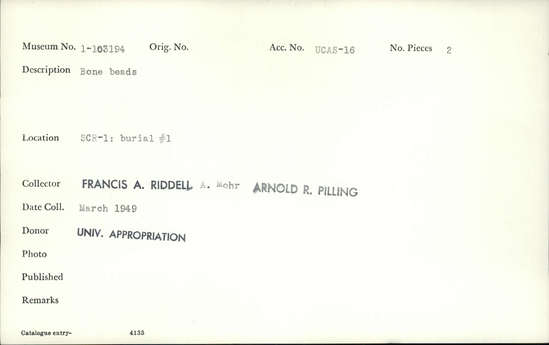 Museum No. 1-163194 Orig. No. Acc. No. UCAS-16 No. Pieces 2
Description Bone beads
Location SCR-1: burial #1
Collector FRANCIS A. RIDDELL A. Mohr ARNOLD R. PILLING
Date Coll. March 1949
Donor UNIV. APPROPRIATION
Photo
Published
Remarks
Catalogue entry- 4135